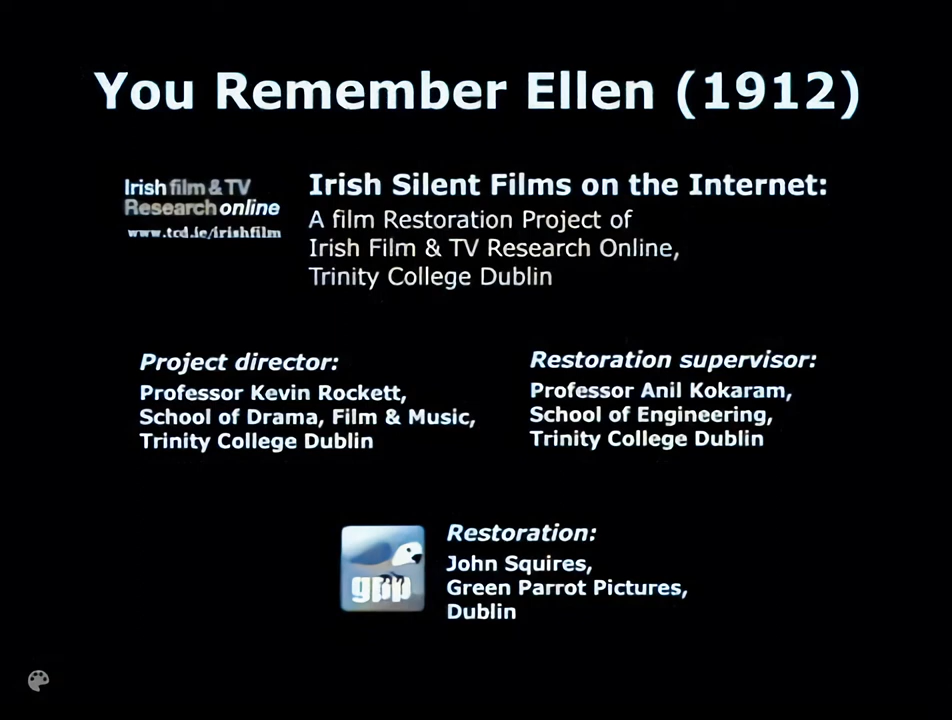 You Remember Ellen (1912)
Irish film & TV
Research online
www.tcd.ie/irishfilm
Irish Silent Films on the Internet:
A film Restoration Project of
Irish Film & TV Research Online,
Trinity College Dublin
Project director:
Professor Kevin Rockett,
School of Drama, Film & Music,
Trinity College Dublin
Restoration supervisor:
Professor Anil Kokaram,
School of Engineering,
Trinity College Dublin
gpp
Restoration:
John Squires,
Green Parrot Pictures,
Dublin